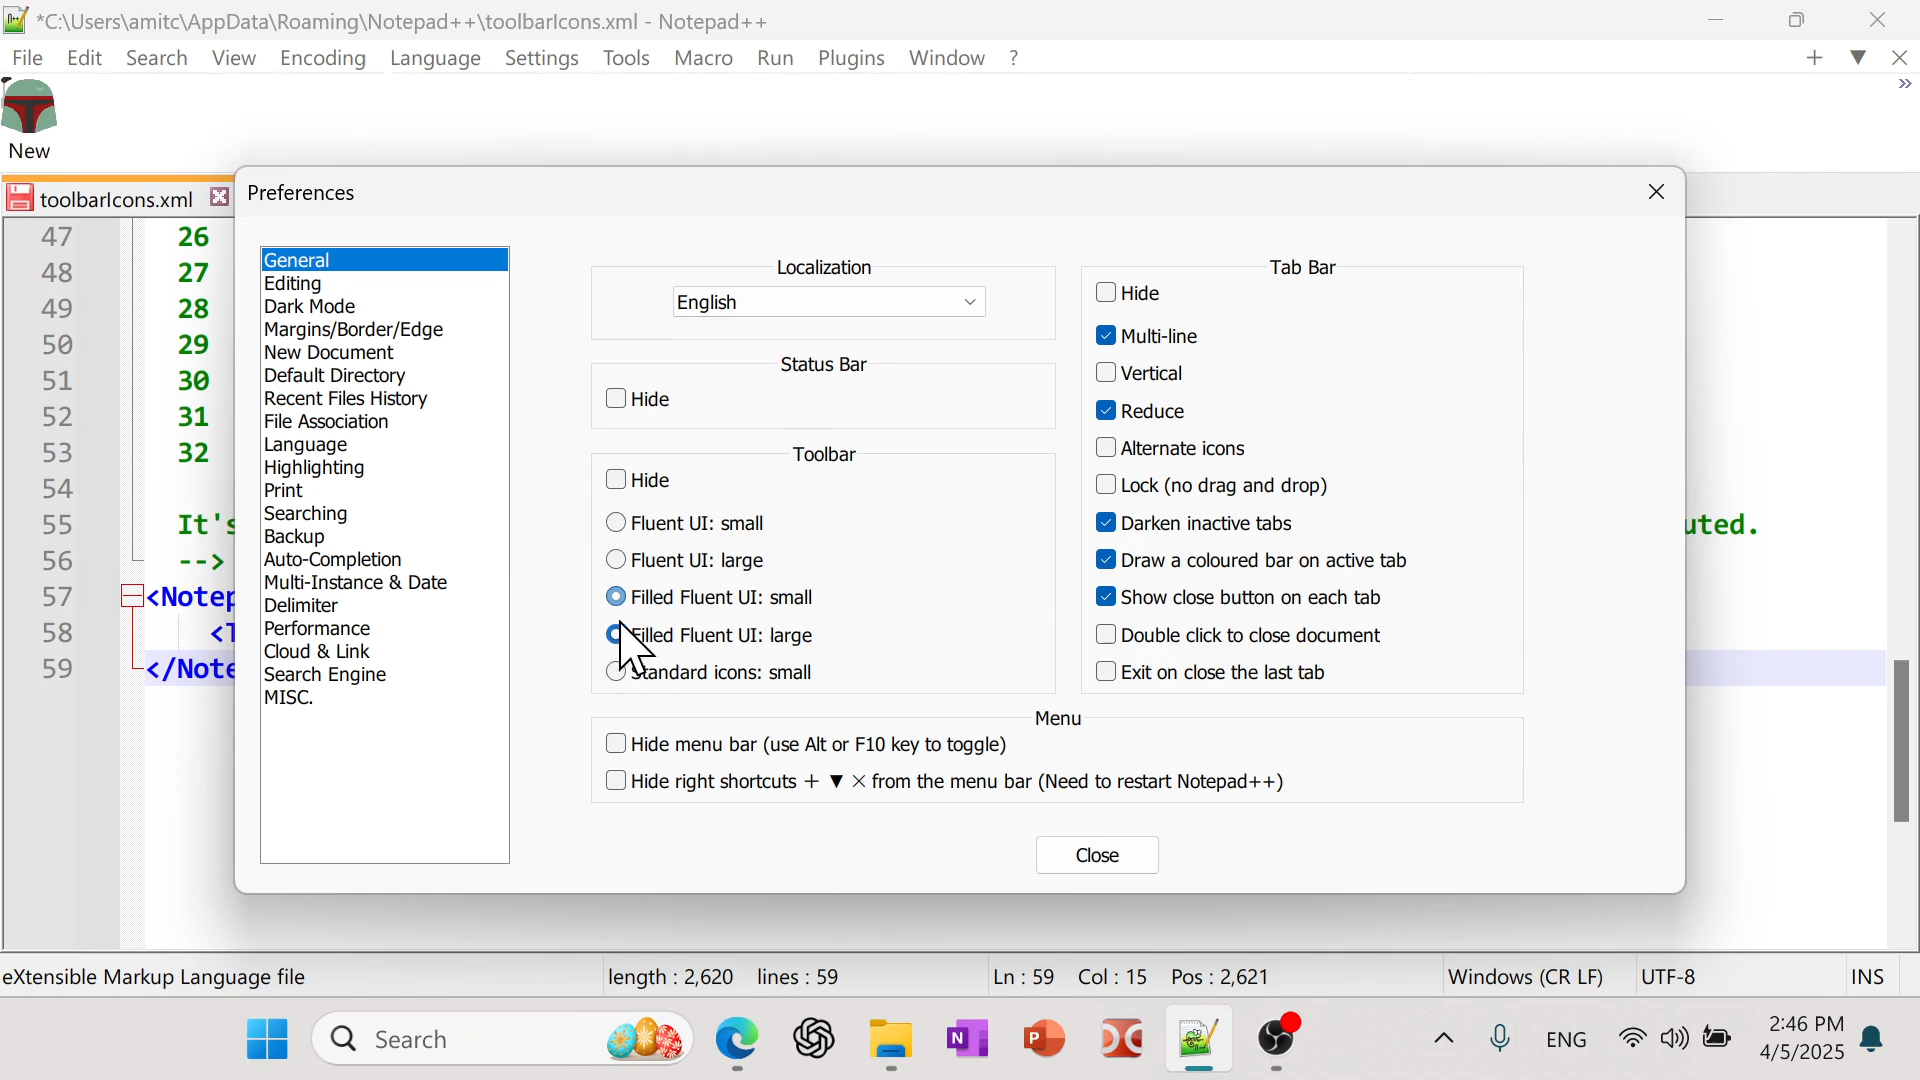 *C:\Users\amitc\AppData\Roaming\Notepad++\toolbarIcons.xml - Notepad++
File Edit Search View Encoding Language Settings Tools Macro Run Plugins Window ?
New
toolbarIcons.xml
Preferences
47 26
48 27
49 28
50 29
51 30
52 31
53 32
54
55 It's uted.
56 -->
57 <Notep
58 <T
59 </Note
General
Editing
Dark Mode
Margins/Border/Edge
New Document
Default Directory
Recent Files History
File Association
Language
Highlighting
Print
Searching
Backup
Auto-Completion
Multi-Instance & Date
Delimiter
Performance
Cloud & Link
Search Engine
MISC.
Localization
English
Status Bar
Hide
Toolbar
Hide
Fluent UI: small
Fluent UI: large
Filled Fluent UI: small
Filled Fluent UI: large
Standard icons: small
Tab Bar
Hide
Multi-line
Vertical
Reduce
Alternate icons
Lock (no drag and drop)
Darken inactive tabs
Draw a coloured bar on active tab
Show close button on each tab
Double click to close document
Exit on close the last tab
Menu
Hide menu bar (use Alt or F10 key to toggle)
Hide right shortcuts + ▼ × from the menu bar (Need to restart Notepad++)
Close
eXtensible Markup Language file length : 2,620 lines : 59 Ln : 59 Col : 15 Pos : 2,621 Windows (CR LF) UTF-8 INS
Search ENG 2:46 PM
4/5/2025